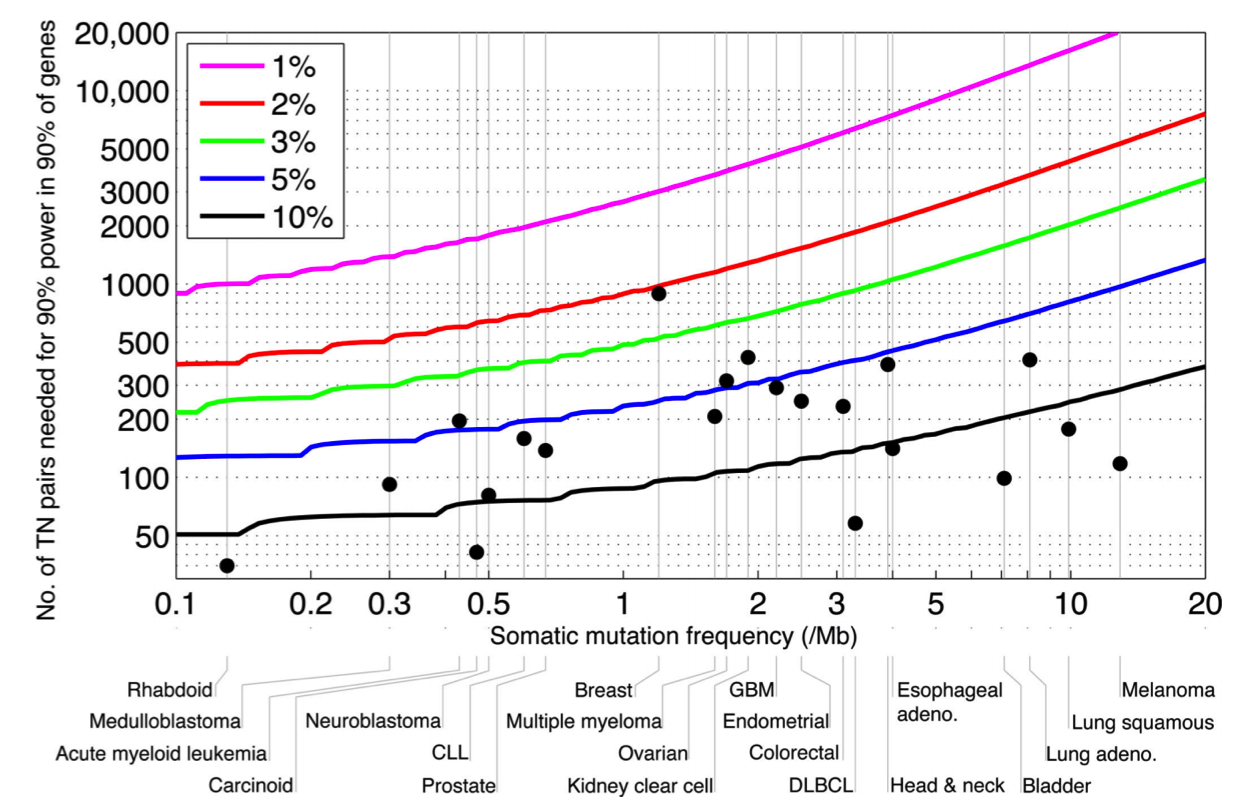 No. of TN pairs needed for 90% power in 90% of genes
20,000
10,000
5000
3000
2000
1000
500
300
200
100
50
1%
2%
3%
5%
10%
0.1 0.2 0.3 0.5 1 2 3 5 10 20
Somatic mutation frequency (/Mb)
Rhabdoid Breast GBM Esophageal adeno. Melanoma
Medulloblastoma Neuroblastoma Multiple myeloma Endometrial Lung squamous
Acute myeloid leukemia CLL Ovarian Colorectal Lung adeno.
Carcinoid Prostate Kidney clear cell DLBCL Head & neck Bladder